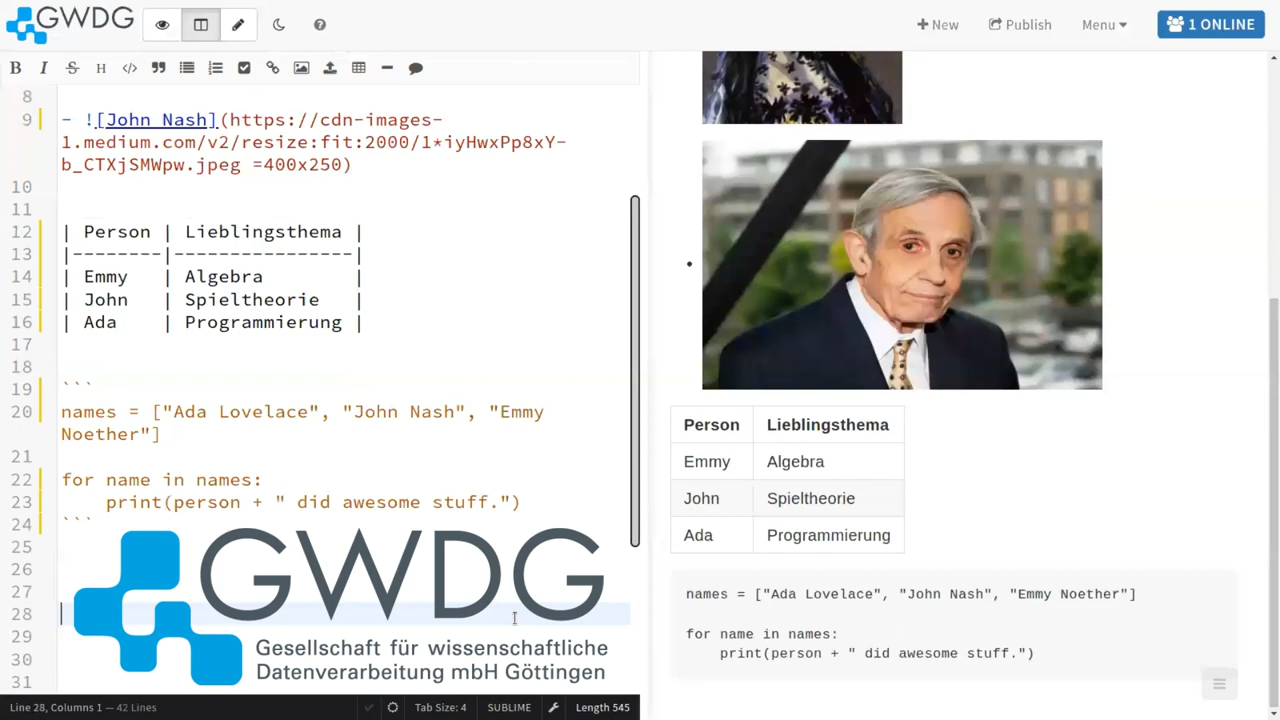 GWDG
New
Publish
Menu
1 ONLINE
B I S H </>
8
9 - ![John Nash](https://cdn-images-
1.medium.com/v2/resize:fit:2000/1*iyHwxPp8xY-
b_CTXjSMWpw.jpeg =400x250)
10
11
12 | Person | Lieblingsthema |
13 |--------|----------------|
14 | Emmy | Algebra |
15 | John | Spieltheorie |
16 | Ada | Programmierung |
17
18
19 ```
20 names = ["Ada Lovelace", "John Nash", "Emmy
Noether"]
21
22 for name in names:
23 print(person + " did awesome stuff.")
24 ```
25
26
27
28
29
30
31
GWDG
Gesellschaft für wissenschaftliche
Datenverarbeitung mbH Göttingen
Line 28, Columns 1 — 42 Lines
Tab Size: 4
SUBLIME
Length 545
Person Lieblingsthema
Emmy Algebra
John Spieltheorie
Ada Programmierung
names = ["Ada Lovelace", "John Nash", "Emmy Noether"]
for name in names:
print(person + " did awesome stuff.")